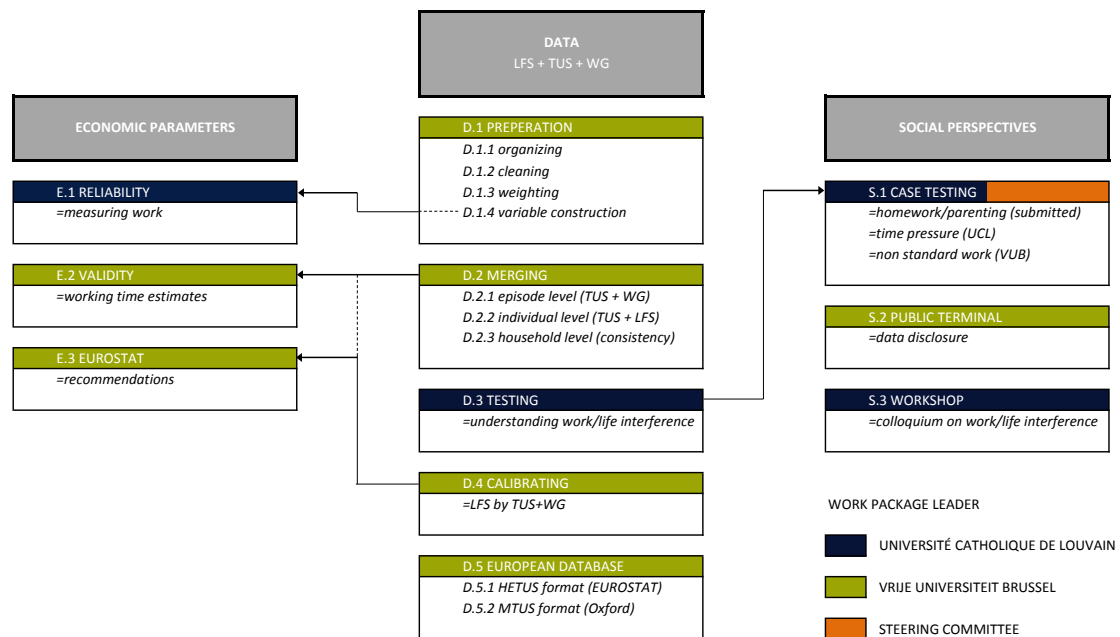 DATA
LFS + TUS + WG
ECONOMIC PARAMETERS
E.1 RELIABILITY
=measuring work
E.2 VALIDITY
=working time estimates
E.3 EUROSTAT
=recommendations
D.1 PREPERATION
D.1.1 organizing
D.1.2 cleaning
D.1.3 weighting
D.1.4 variable construction
D.2 MERGING
D.2.1 episode level (TUS + WG)
D.2.2 individual level (TUS + LFS)
D.2.3 household level (consistency)
D.3 TESTING
=understanding work/life interference
D.4 CALIBRATING
=LFS by TUS+WG
D.5 EUROPEAN DATABASE
D.5.1 HETUS format (EUROSTAT)
D.5.2 MTUS format (Oxford)
SOCIAL PERSPECTIVES
S.1 CASE TESTING
=homework/parenting (submitted)
=time pressure (UCL)
=non standard work (VUB)
S.2 PUBLIC TERMINAL
=data disclosure
S.3 WORKSHOP
=colloquium on work/life interference
WORK PACKAGE LEADER
UNIVERSITÉ CATHOLIQUE DE LOUVAIN
VRIJE UNIVERSITEIT BRUSSEL
STEERING COMMITTEE